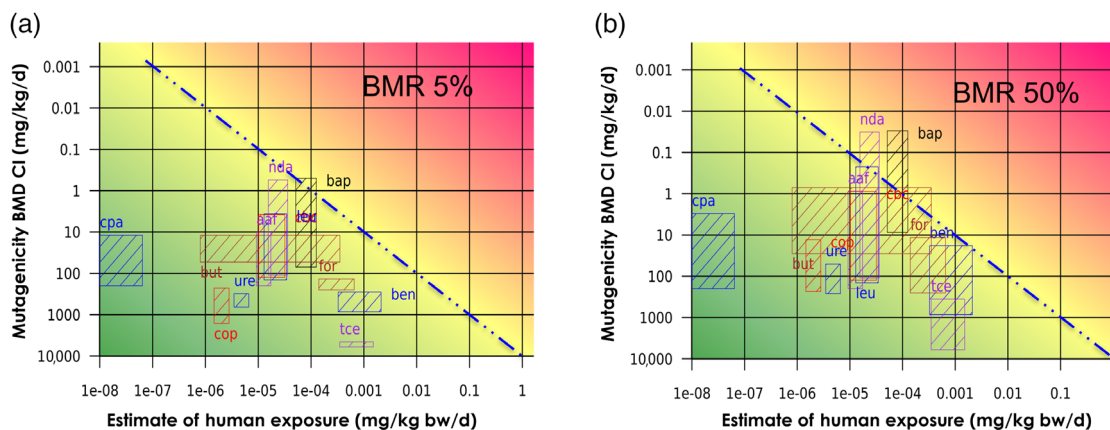 (a)
BMR 5%
Mutagenicity BMD CI (mg/kg/d)
0.001
0.01
0.1
1
10
100
1000
10,000
nda
bap
aaf
leu
cpa
but
ure
for
ben
cop
tce
1e-08 1e-07 1e-06 1e-05 1e-04 0.001 0.01 0.1 1
Estimate of human exposure (mg/kg bw/d)
(b)
BMR 50%
Mutagenicity BMD CI (mg/kg/d)
0.001
0.01
0.1
1
10
100
1000
10,000
nda
bap
aaf
cbc
cpa
for
ben
cop
ure
but
leu
tce
1e-08 1e-07 1e-06 1e-05 1e-04 0.001 0.01 0.1
Estimate of human exposure (mg/kg bw/d)